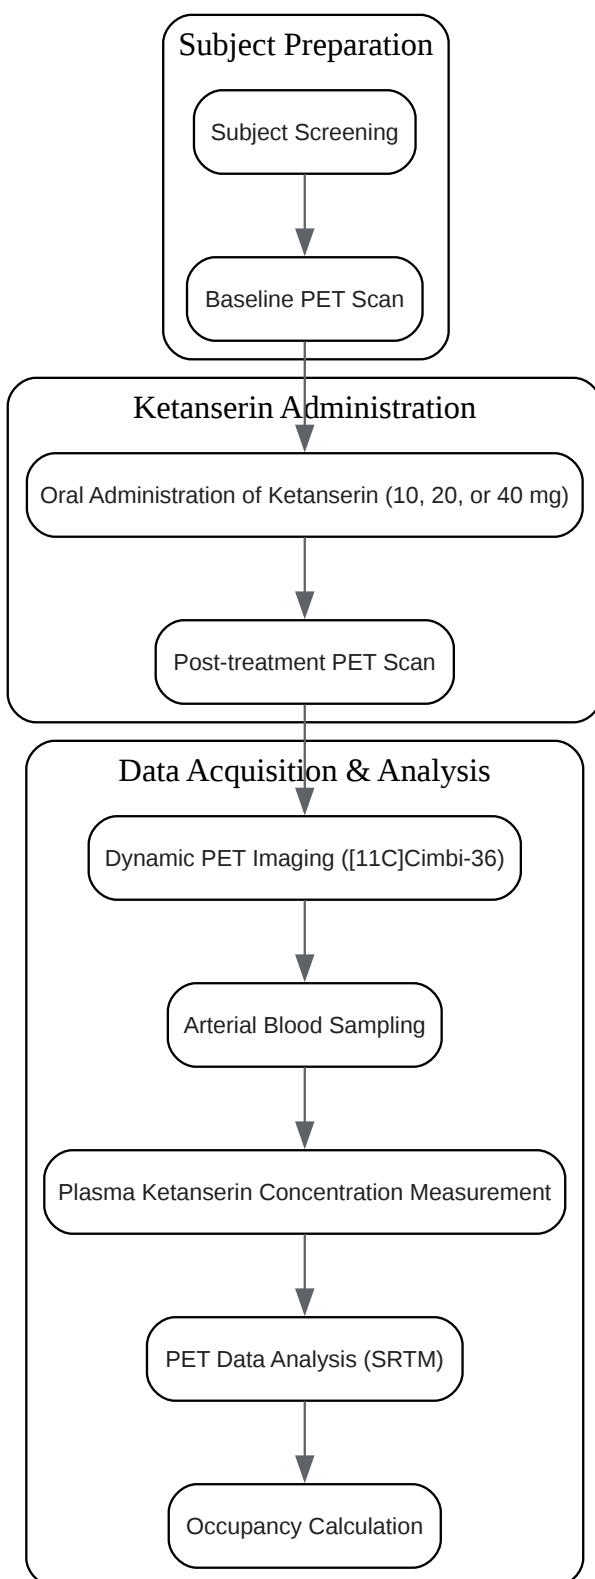 Subject Preparation
Subject Screening
Baseline PET Scan
Ketanserin Administration
Oral Administration of Ketanserin (10, 20, or 40 mg)
Post-treatment PET Scan
Data Acquisition & Analysis
Dynamic PET Imaging ([11C]Cimbi-36)
Arterial Blood Sampling
Plasma Ketanserin Concentration Measurement
PET Data Analysis (SRTM)
Occupancy Calculation